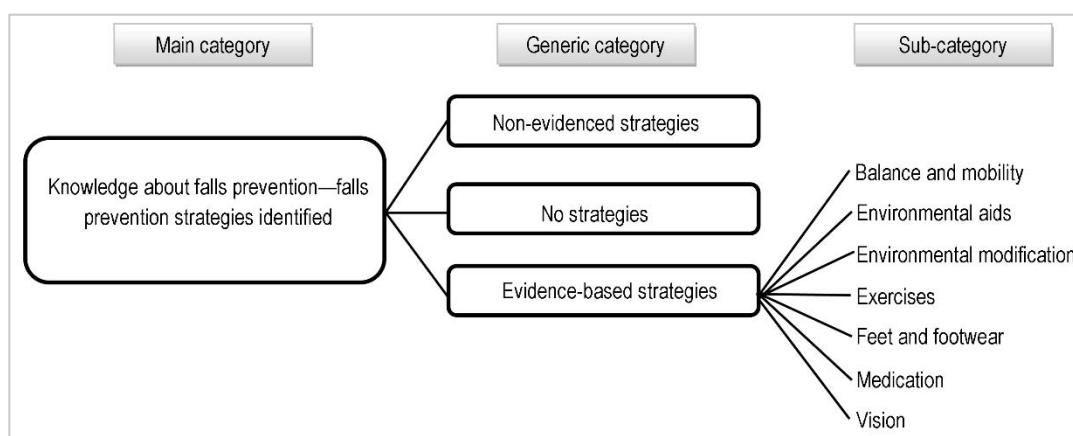 Main category
Generic category
Sub-category
Knowledge about falls prevention—falls
prevention strategies identified
Non-evidenced strategies
No strategies
Evidence-based strategies
Balance and mobility
Environmental aids
Environmental modification
Exercises
Feet and footwear
Medication
Vision